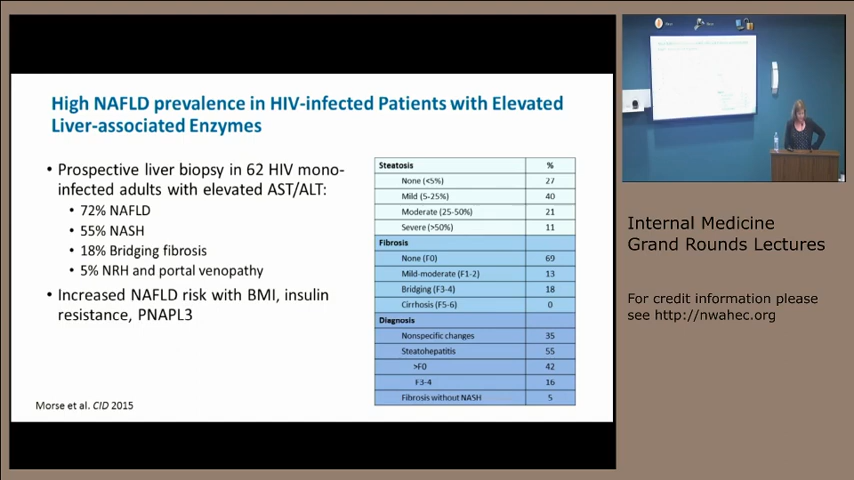 High NAFLD prevalence in HIV-infected Patients with Elevated
Liver-associated Enzymes
• Prospective liver biopsy in 62 HIV mono-
infected adults with elevated AST/ALT:
• 72% NAFLD
• 55% NASH
• 18% Bridging fibrosis
• 5% NRH and portal venopathy
• Increased NAFLD risk with BMI, insulin
resistance, PNAPL3
Morse et al. CID 2015
Steatosis %
None (<5%) 27
Mild (5-25%) 40
Moderate (25-50%) 21
Severe (>50%) 11
Fibrosis
None (F0) 69
Mild-moderate (F1-2) 13
Bridging (F3-4) 18
Cirrhosis (F5-6) 0
Diagnosis
Nonspecific changes 35
Steatohepatitis 55
>F0 42
F3-4 16
Fibrosis without NASH 5
Internal Medicine
Grand Rounds Lectures
For credit information please
see http://nwahec.org